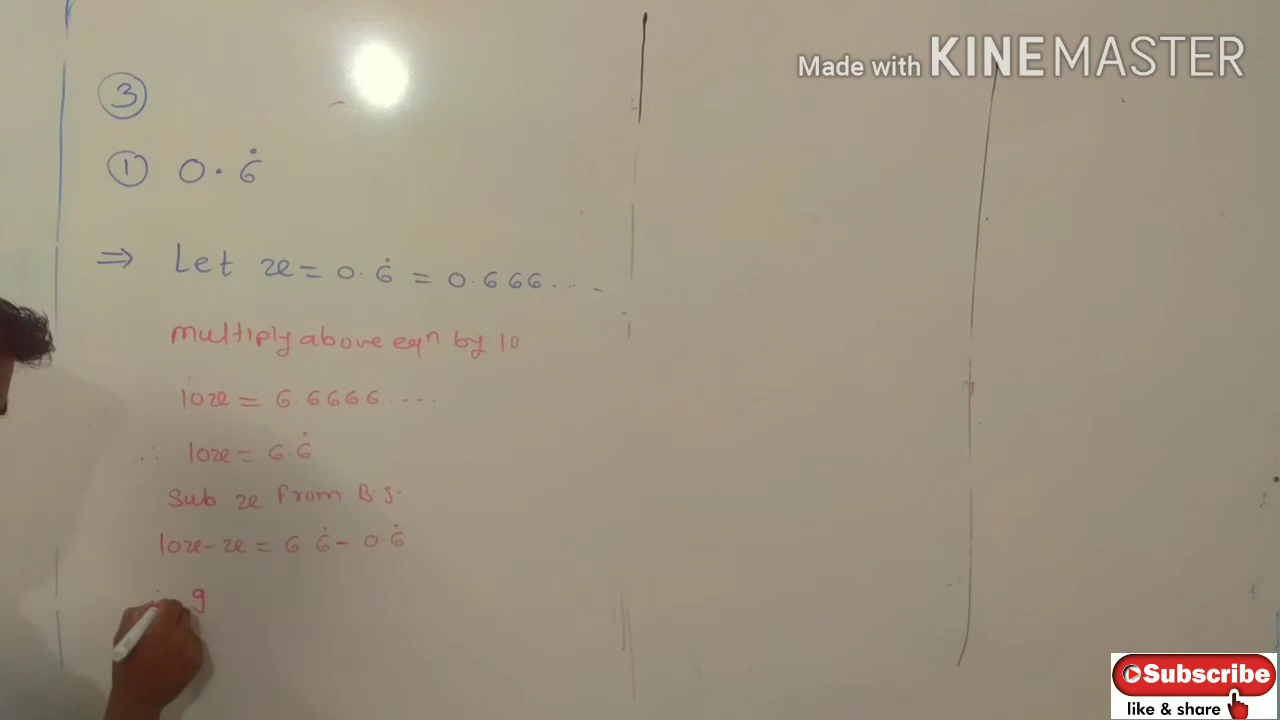 Made with KINEMASTER
③
① 0.6̇
⇒ Let x = 0.6̇ = 0.666.....
multiply above eqⁿ by 10
10x = 6.6666....
∴ 10x = 6.6̇
Sub x from B.S.
10x - x = 6.6̇ - 0.6̇
∴ 9
Subscribe
like & share